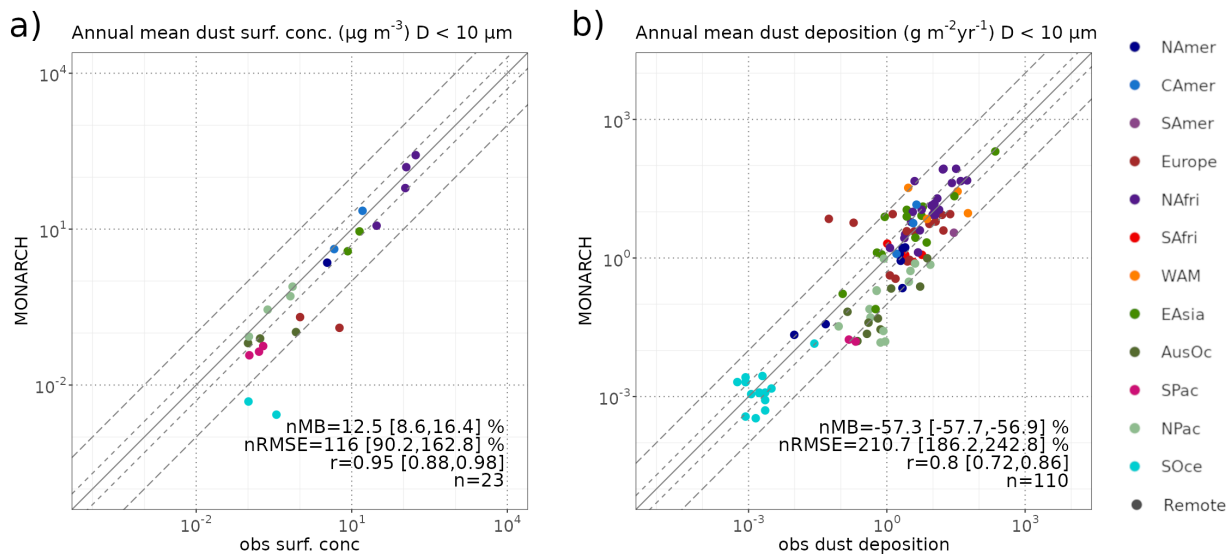 a)
Annual mean dust surf. conc. (µg m⁻³) D < 10 µm
10⁴
10¹
10⁻²
MONARCH
nMB=12.5 [8.6,16.4] %
nRMSE=116 [90.2,162.8] %
r=0.95 [0.88,0.98]
n=23
10⁻² 10¹ 10⁴
obs surf. conc
b)
Annual mean dust deposition (g m⁻²yr⁻¹) D < 10 µm
10³
10⁰
10⁻³
MONARCH
nMB=-57.3 [-57.7,-56.9] %
nRMSE=210.7 [186.2,242.8] %
r=0.8 [0.72,0.86]
n=110
10⁻³ 10⁰ 10³
obs dust deposition
NAmer
CAmer
SAmer
Europe
NAfri
SAfri
WAM
EAsia
AusOc
SPac
NPac
SOce
Remote